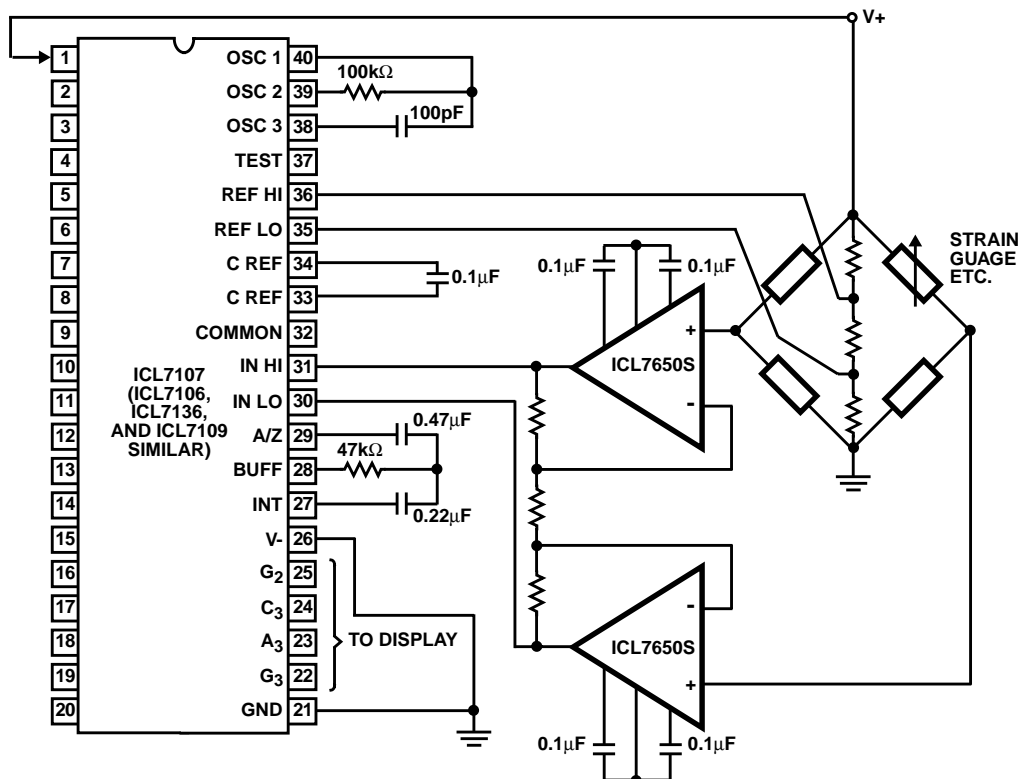 V+
1
2
3
4
5
6
7
8
9
10
11
12
13
14
15
16
17
18
19
20
ICL7107
(ICL7106,
ICL7136,
AND ICL7109
SIMILAR)
OSC 1 40
OSC 2 39
OSC 3 38
TEST 37
REF HI 36
REF LO 35
C REF 34
C REF 33
COMMON 32
IN HI 31
IN LO 30
A/Z 29
BUFF 28
INT 27
V- 26
G2 25
C3 24
A3 23
G3 22
GND 21
100kΩ
100pF
0.1µF
0.47µF
47kΩ
0.22µF
TO DISPLAY
0.1µF
0.1µF
+
ICL7650S
-
STRAIN
GUAGE
ETC.
-
ICL7650S
+
0.1µF
0.1µF